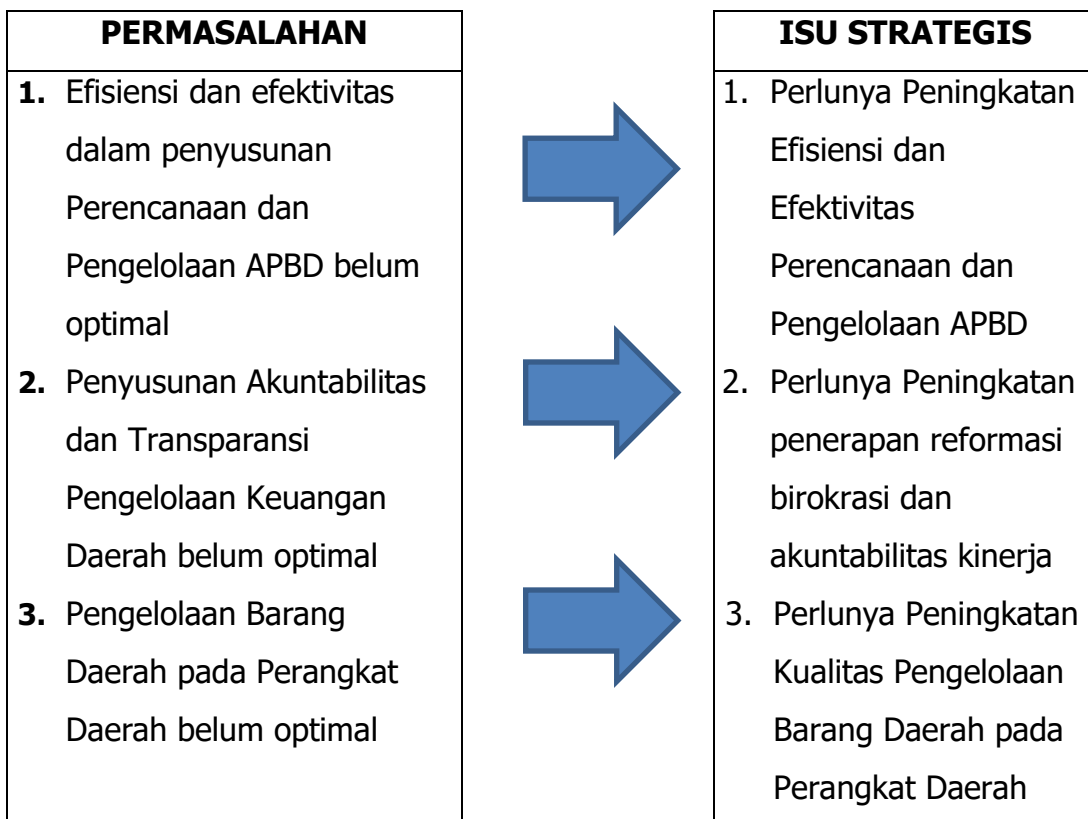 PERMASALAHAN
1. Efisiensi dan efektivitas
dalam penyusunan
Perencanaan dan
Pengelolaan APBD belum
optimal
2. Penyusunan Akuntabilitas
dan Transparansi
Pengelolaan Keuangan
Daerah belum optimal
3. Pengelolaan Barang
Daerah pada Perangkat
Daerah belum optimal
ISU STRATEGIS
1. Perlunya Peningkatan
Efisiensi dan
Efektivitas
Perencanaan dan
Pengelolaan APBD
2. Perlunya Peningkatan
penerapan reformasi
birokrasi dan
akuntabilitas kinerja
3. Perlunya Peningkatan
Kualitas Pengelolaan
Barang Daerah pada
Perangkat Daerah